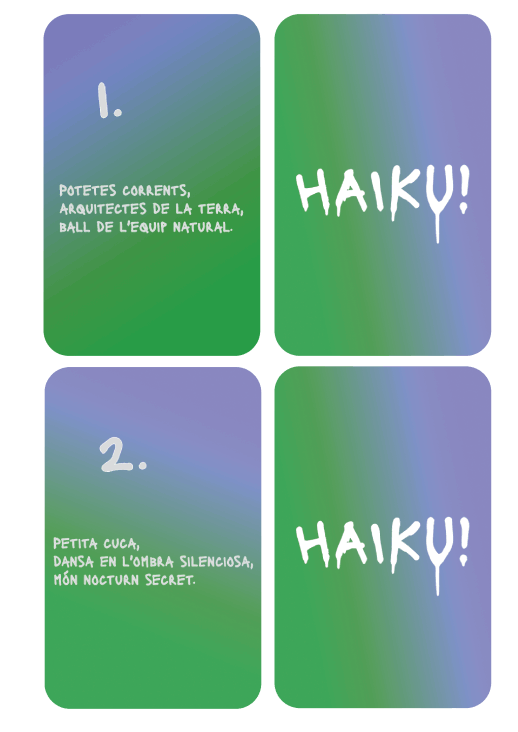 1.
POTETES CORRENTS,
ARQUITECTES DE LA TERRA,
BALL DE L'EQUIP NATURAL.
HAIKU!
2.
PETITA CUCA,
DANSA EN L'OMBRA SILENCIOSA,
MÓN NOCTURN SECRET.
HAIKU!